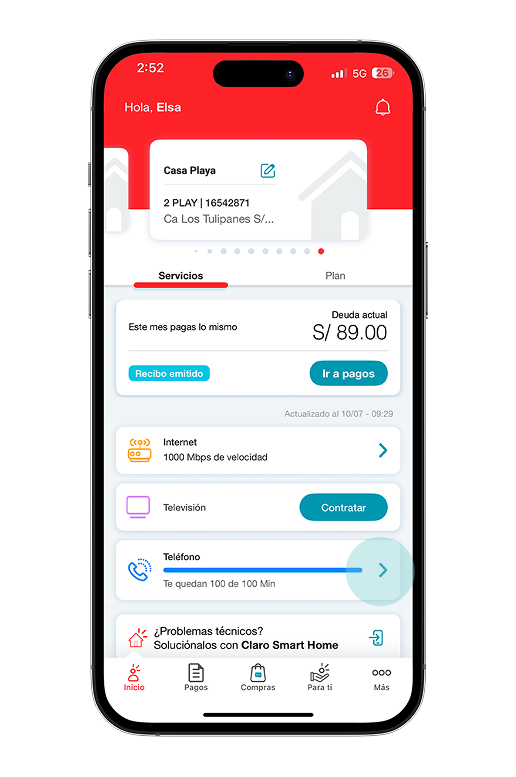 2:52
5G 26
Hola, Elsa
Casa Playa
2 PLAY | 16542871
Ca Los Tulipanes S/...
Servicios
Plan
Deuda actual
Este mes pagas lo mismo
S/ 89.00
Recibo emitido
Ir a pagos
Actualizado al 10/07 - 09:29
Internet
1000 Mbps de velocidad
Televisión
Contratar
Teléfono
Te quedan 100 de 100 Min
¿Problemas técnicos?
Soluciónalos con Claro Smart Home
Inicio
Pagos
Compras
Para ti
Más